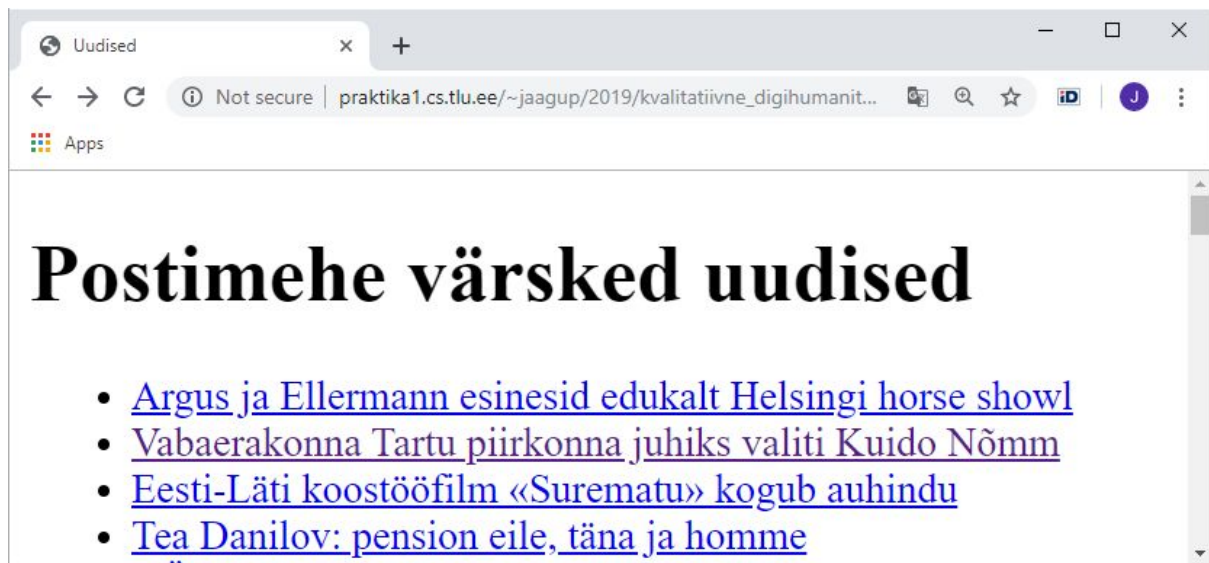 Uudised
Not secure | praktika1.cs.tlu.ee/~jaagup/2019/kvalitatiivne_digihumanit...
iD
J
Apps
Postimehe värsked uudised
• Argus ja Ellermann esinesid edukalt Helsingi horse showl
• Vabaerakonna Tartu piirkonna juhiks valiti Kuido Nõmm
• Eesti-Läti koostööfilm «Surematu» kogub auhindu
• Tea Danilov: pension eile, täna ja homme